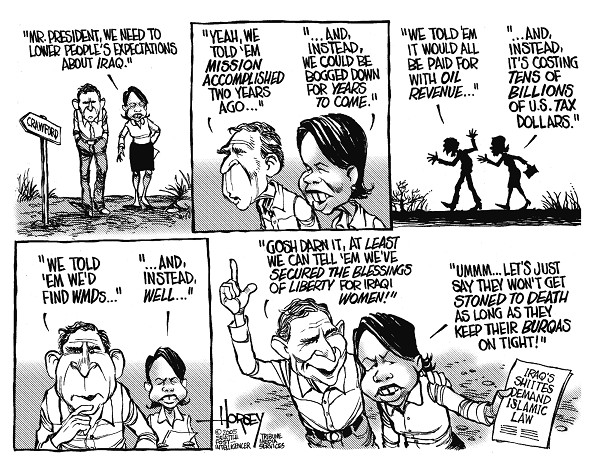 "MR. PRESIDENT, WE NEED TO
LOWER PEOPLE'S EXPECTATIONS
ABOUT IRAQ."
CRAWFORD
"YEAH, WE
TOLD 'EM
MISSION
ACCOMPLISHED
TWO YEARS
AGO..."
"...AND,
INSTEAD,
WE COULD BE
BOGGED DOWN
FOR YEARS
TO COME."
"WE TOLD 'EM
IT WOULD ALL
BE PAID FOR
WITH OIL
REVENUE..."
"...AND,
INSTEAD,
IT'S COSTING
TENS OF
BILLIONS
OF U.S. TAX
DOLLARS."
"WE TOLD
'EM WE'D
FIND WMDs..."
"...AND,
INSTEAD,
WELL..."
"GOSH DARN IT, AT LEAST
WE CAN TELL 'EM WE'VE
SECURED THE BLESSINGS
OF LIBERTY FOR IRAQI
WOMEN!"
"UMMM...LET'S JUST
SAY THEY WON'T GET
STONED TO DEATH
AS LONG AS THEY
KEEP THEIR BURQAS
ON TIGHT!"
IRAQ'S
SHIITES
DEMAND
ISLAMIC
LAW
HORSEY
©2005
SEATTLE
POST-
INTELLIGENCER
TRIBUNE
MEDIA
SERVICES